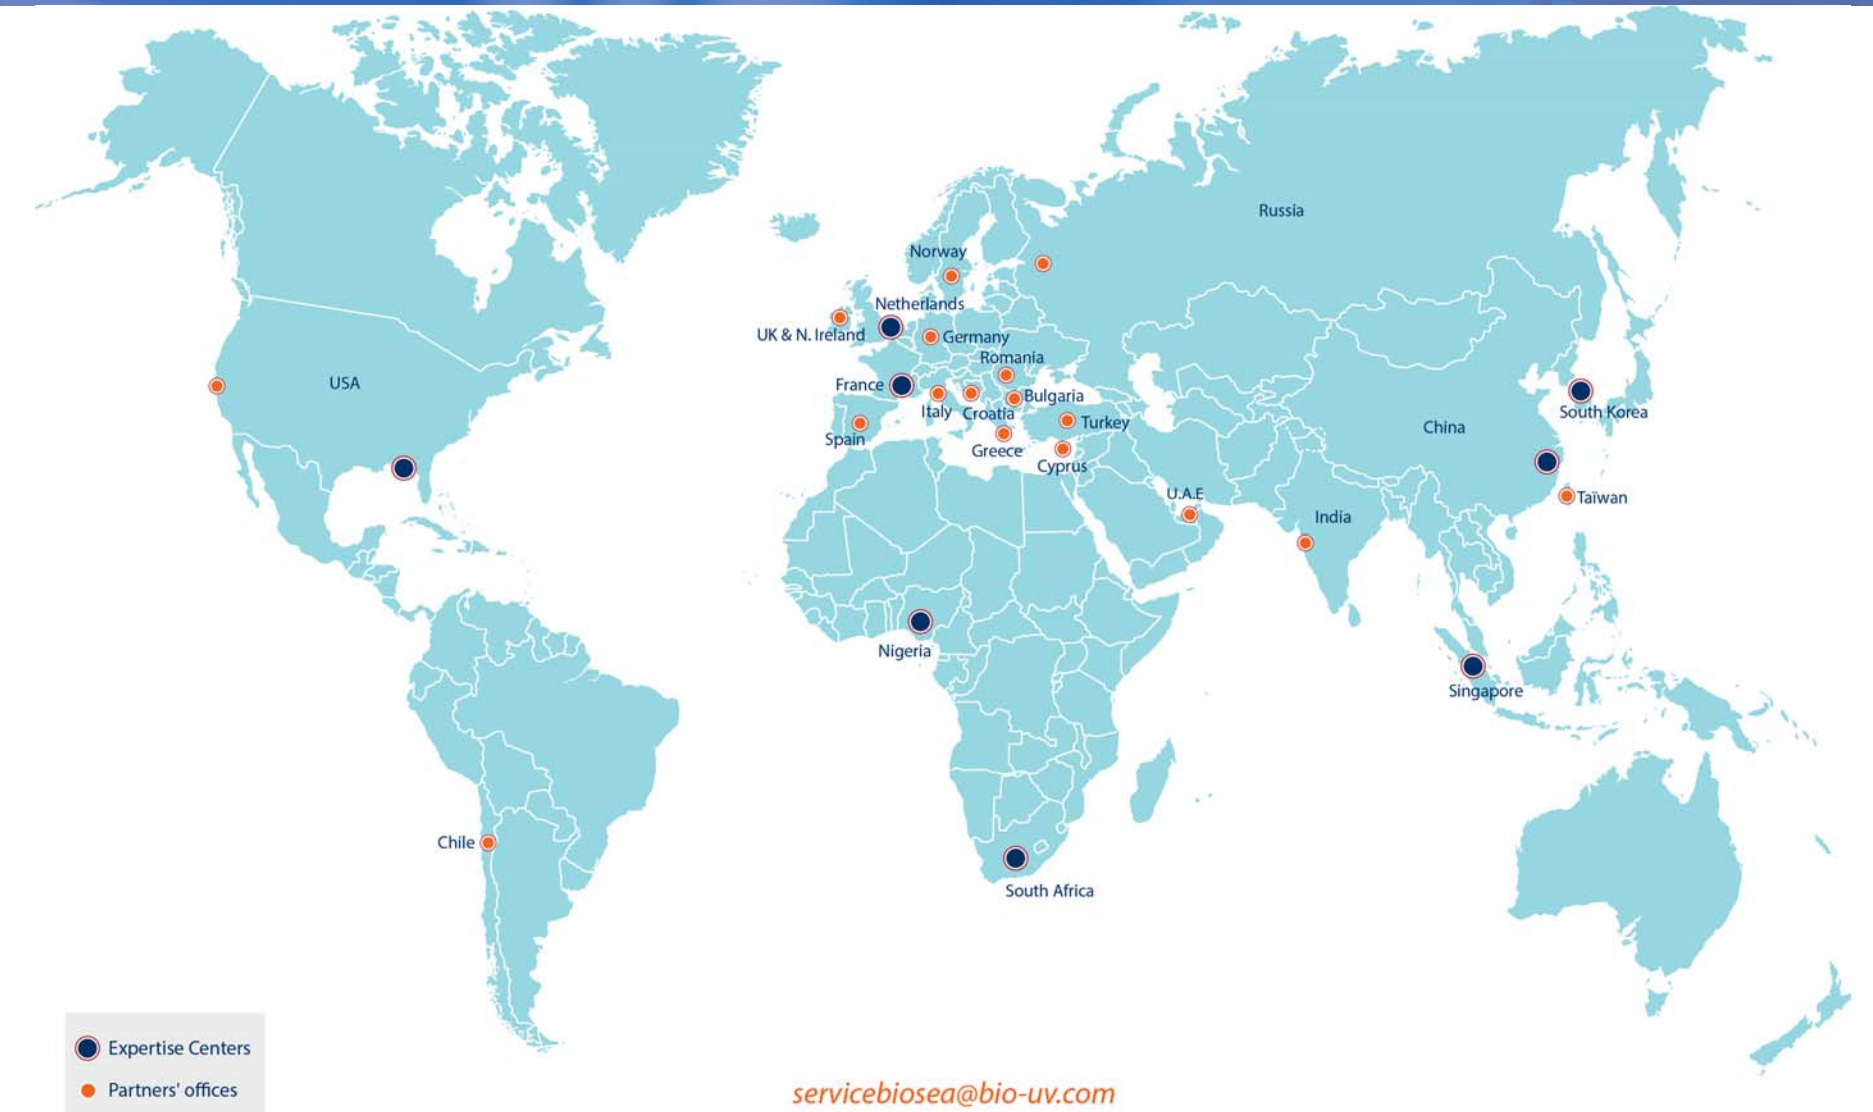 Russia
Norway
Netherlands
UK & N. Ireland
Germany
Romania
USA
France
Bulgaria
Italy
Croatia
South Korea
Turkey
China
Spain
Greece
Cyprus
U.A.E
Taïwan
India
Nigeria
Singapore
Chile
South Africa
Expertise Centers
Partners' offices
servicebiosea@bio-uv.com